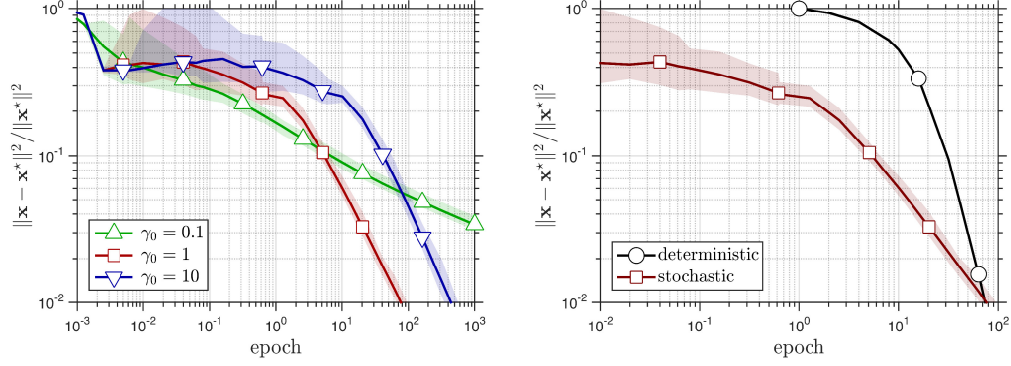 10^0
10^-1
10^-2
‖x − x*‖²/‖x*‖²
γ₀ = 0.1
γ₀ = 1
γ₀ = 10
10^-3 10^-2 10^-1 10^0 10^1 10^2 10^3
epoch
10^0
10^-1
10^-2
‖x − x*‖²/‖x*‖²
deterministic
stochastic
10^-2 10^-1 10^0 10^1 10^2
epoch